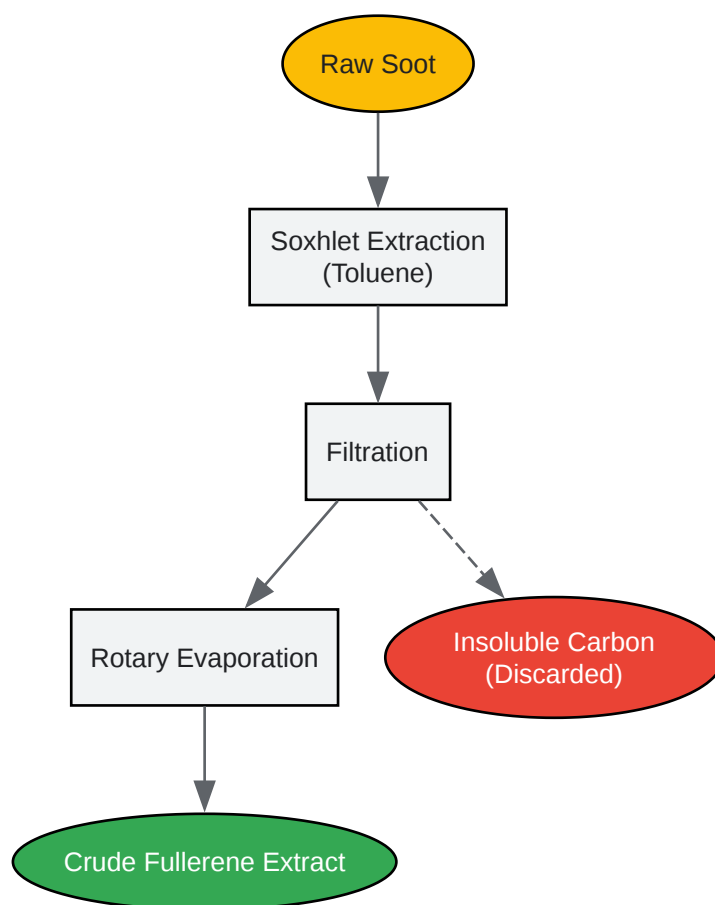 Raw Soot
Soxhlet Extraction
(Toluene)
Filtration
Rotary Evaporation
Insoluble Carbon
(Discarded)
Crude Fullerene Extract